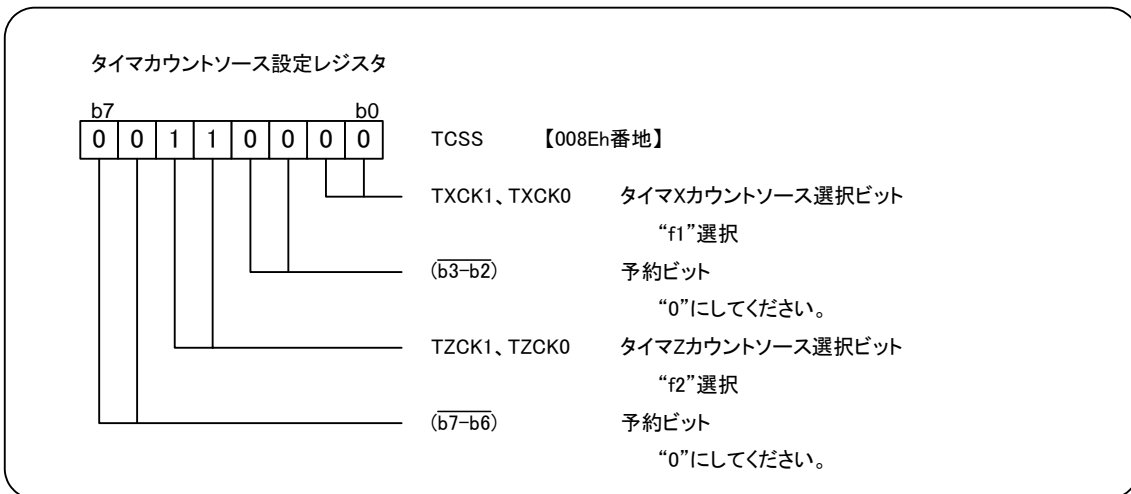 タイマカウントソース設定レジスタ
b7 b0
0 0 1 1 0 0 0 0 TCSS 【008Eh番地】
TXCK1、TXCK0 タイマXカウントソース選択ビット
“f1”選択
(b3-b2) 予約ビット
“0”にしてください。
TZCK1、TZCK0 タイマZカウントソース選択ビット
“f2”選択
(b7-b6) 予約ビット
“0”にしてください。